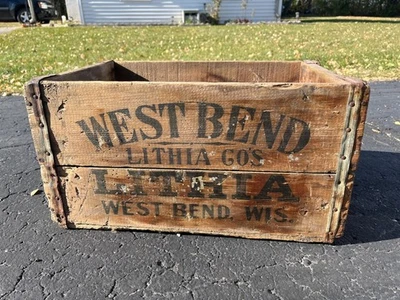 WEST BEND
LITHIA CO'S
LITHIA
WEST BEND, WIS.